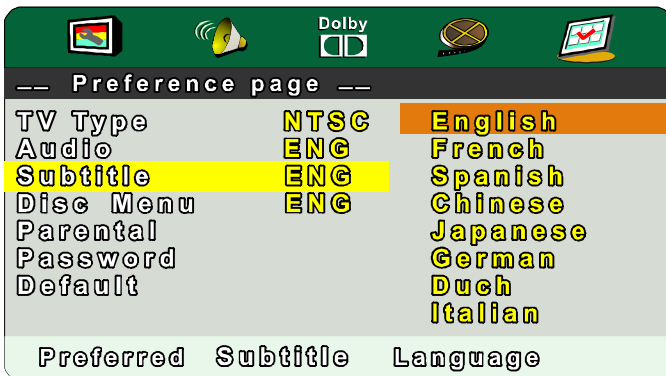 Dolby
-- Preference page --
TV Type NTSC English
Audio ENG French
Subtitle ENG Spanish
Disc Menu ENG Chinese
Parental Japanese
Password German
Default Duch
Italian
Preferred Subtitle Language